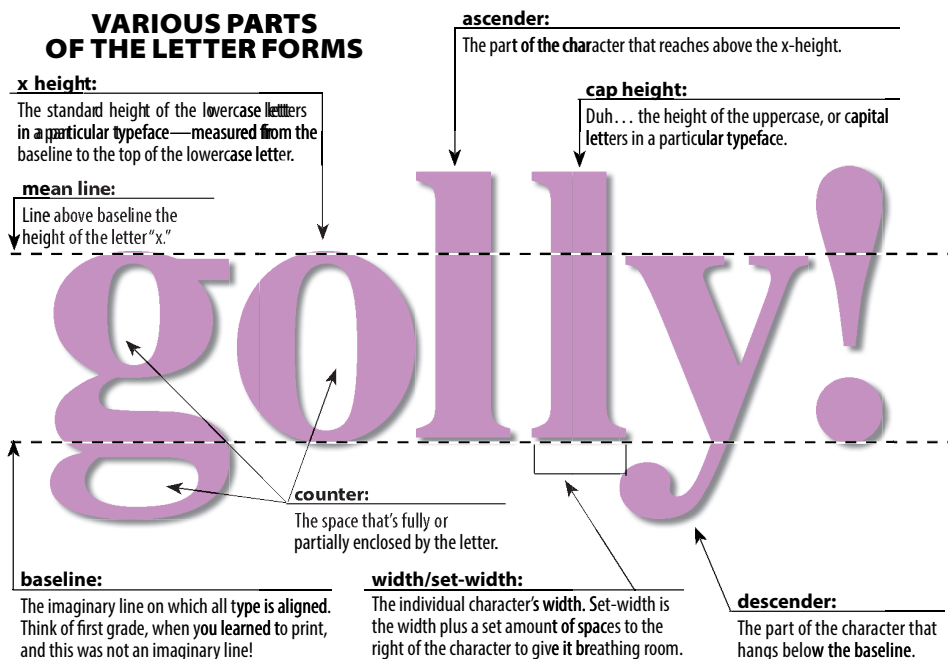 VARIOUS PARTS
OF THE LETTER FORMS
x height:
The standard height of the lowercase letters
in a particular typeface—measured from the
baseline to the top of the lowercase letter.
mean line:
Line above baseline the
height of the letter “x.”
ascender:
The part of the character that reaches above the x-height.
cap height:
Duh… the height of the uppercase, or capital
letters in a particular typeface.
golly!
counter:
The space that’s fully or
partially enclosed by the letter.
baseline:
The imaginary line on which all type is aligned.
Think of first grade, when you learned to print,
and this was not an imaginary line!
width/set-width:
The individual character’s width. Set-width is
the width plus a set amount of spaces to the
right of the character to give it breathing room.
descender:
The part of the character that
hangs below the baseline.